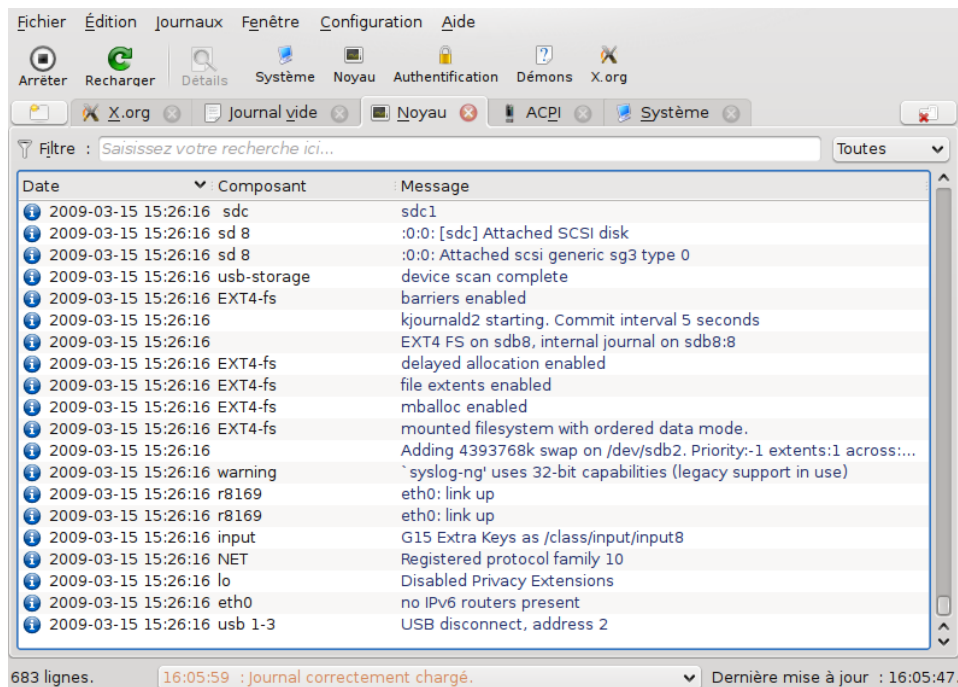 Fichier Édition Journaux Fenêtre Configuration Aide
Arrêter Recharger Détails Système Noyau Authentification Démons X.org
X.org Journal vide Noyau ACPI Système
Filtre : Saisissez votre recherche ici... Toutes
Date Composant Message
2009-03-15 15:26:16 sdc sdc1
2009-03-15 15:26:16 sd 8 :0:0: [sdc] Attached SCSI disk
2009-03-15 15:26:16 sd 8 :0:0: Attached scsi generic sg3 type 0
2009-03-15 15:26:16 usb-storage device scan complete
2009-03-15 15:26:16 EXT4-fs barriers enabled
2009-03-15 15:26:16 kjournald2 starting. Commit interval 5 seconds
2009-03-15 15:26:16 EXT4 FS on sdb8, internal journal on sdb8:8
2009-03-15 15:26:16 EXT4-fs delayed allocation enabled
2009-03-15 15:26:16 EXT4-fs file extents enabled
2009-03-15 15:26:16 EXT4-fs mballoc enabled
2009-03-15 15:26:16 EXT4-fs mounted filesystem with ordered data mode.
2009-03-15 15:26:16 Adding 4393768k swap on /dev/sdb2. Priority:-1 extents:1 across:...
2009-03-15 15:26:16 warning `syslog-ng' uses 32-bit capabilities (legacy support in use)
2009-03-15 15:26:16 r8169 eth0: link up
2009-03-15 15:26:16 r8169 eth0: link up
2009-03-15 15:26:16 input G15 Extra Keys as /class/input/input8
2009-03-15 15:26:16 NET Registered protocol family 10
2009-03-15 15:26:16 lo Disabled Privacy Extensions
2009-03-15 15:26:16 eth0 no IPv6 routers present
2009-03-15 15:26:16 usb 1-3 USB disconnect, address 2
683 lignes. 16:05:59 : Journal correctement chargé. Dernière mise à jour : 16:05:47.